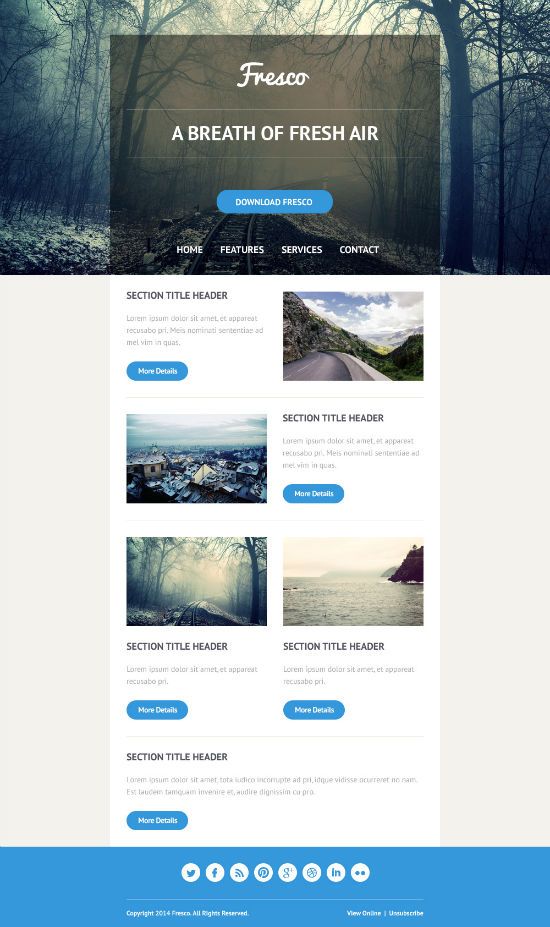 Fresco
A BREATH OF FRESH AIR
DOWNLOAD FRESCO
HOME FEATURES SERVICES CONTACT
SECTION TITLE HEADER
Lorem ipsum dolor sit amet, et appareat
recusabo pri. Meis nominati sententiae ad
mel vim in quas.
More Details
SECTION TITLE HEADER
Lorem ipsum dolor sit amet, et appareat
recusabo pri. Meis nominati sententiae ad
mel vim in quas.
More Details
SECTION TITLE HEADER
Lorem ipsum dolor sit amet, et appareat
recusabo pri.
More Details
SECTION TITLE HEADER
Lorem ipsum dolor sit amet, et appareat
recusabo pri.
More Details
SECTION TITLE HEADER
Lorem ipsum dolor sit amet, tota iudico incorrupte ad pri, idque vidisse ocurreret no nam.
Est laudem tamquam invenire et, audire dignissim cu pro.
More Details
Copyright 2014 Fresco. All Rights Reserved.
View Online | Unsubscribe